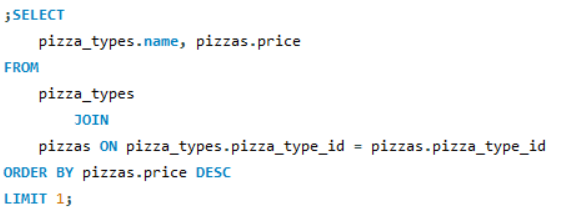 ;SELECT
    pizza_types.name, pizzas.price
FROM
    pizza_types
        JOIN
    pizzas ON pizza_types.pizza_type_id = pizzas.pizza_type_id
ORDER BY pizzas.price DESC
LIMIT 1;